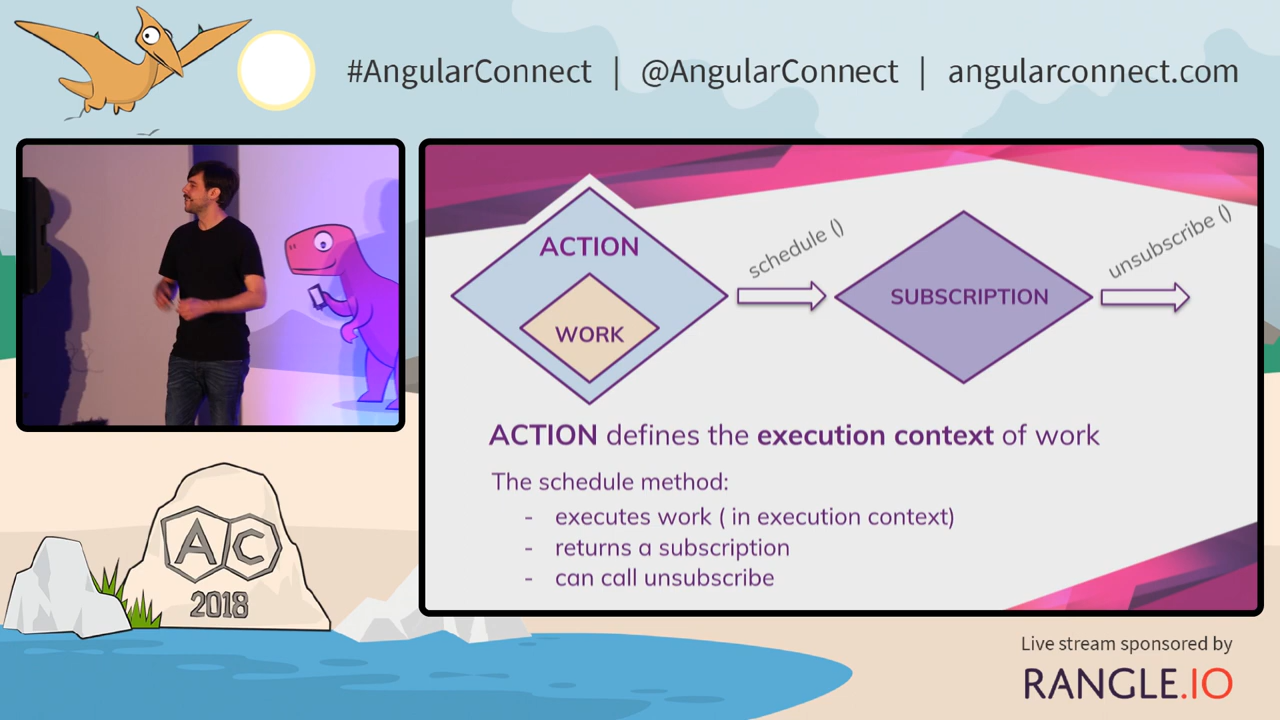 #AngularConnect | @AngularConnect | angularconnect.com
ACTION
WORK
schedule ()
SUBSCRIPTION
unsubscribe ()
ACTION defines the execution context of work
The schedule method:
- executes work ( in execution context)
- returns a subscription
- can call unsubscribe
AC
2018
Live stream sponsored by
RANGLE.IO